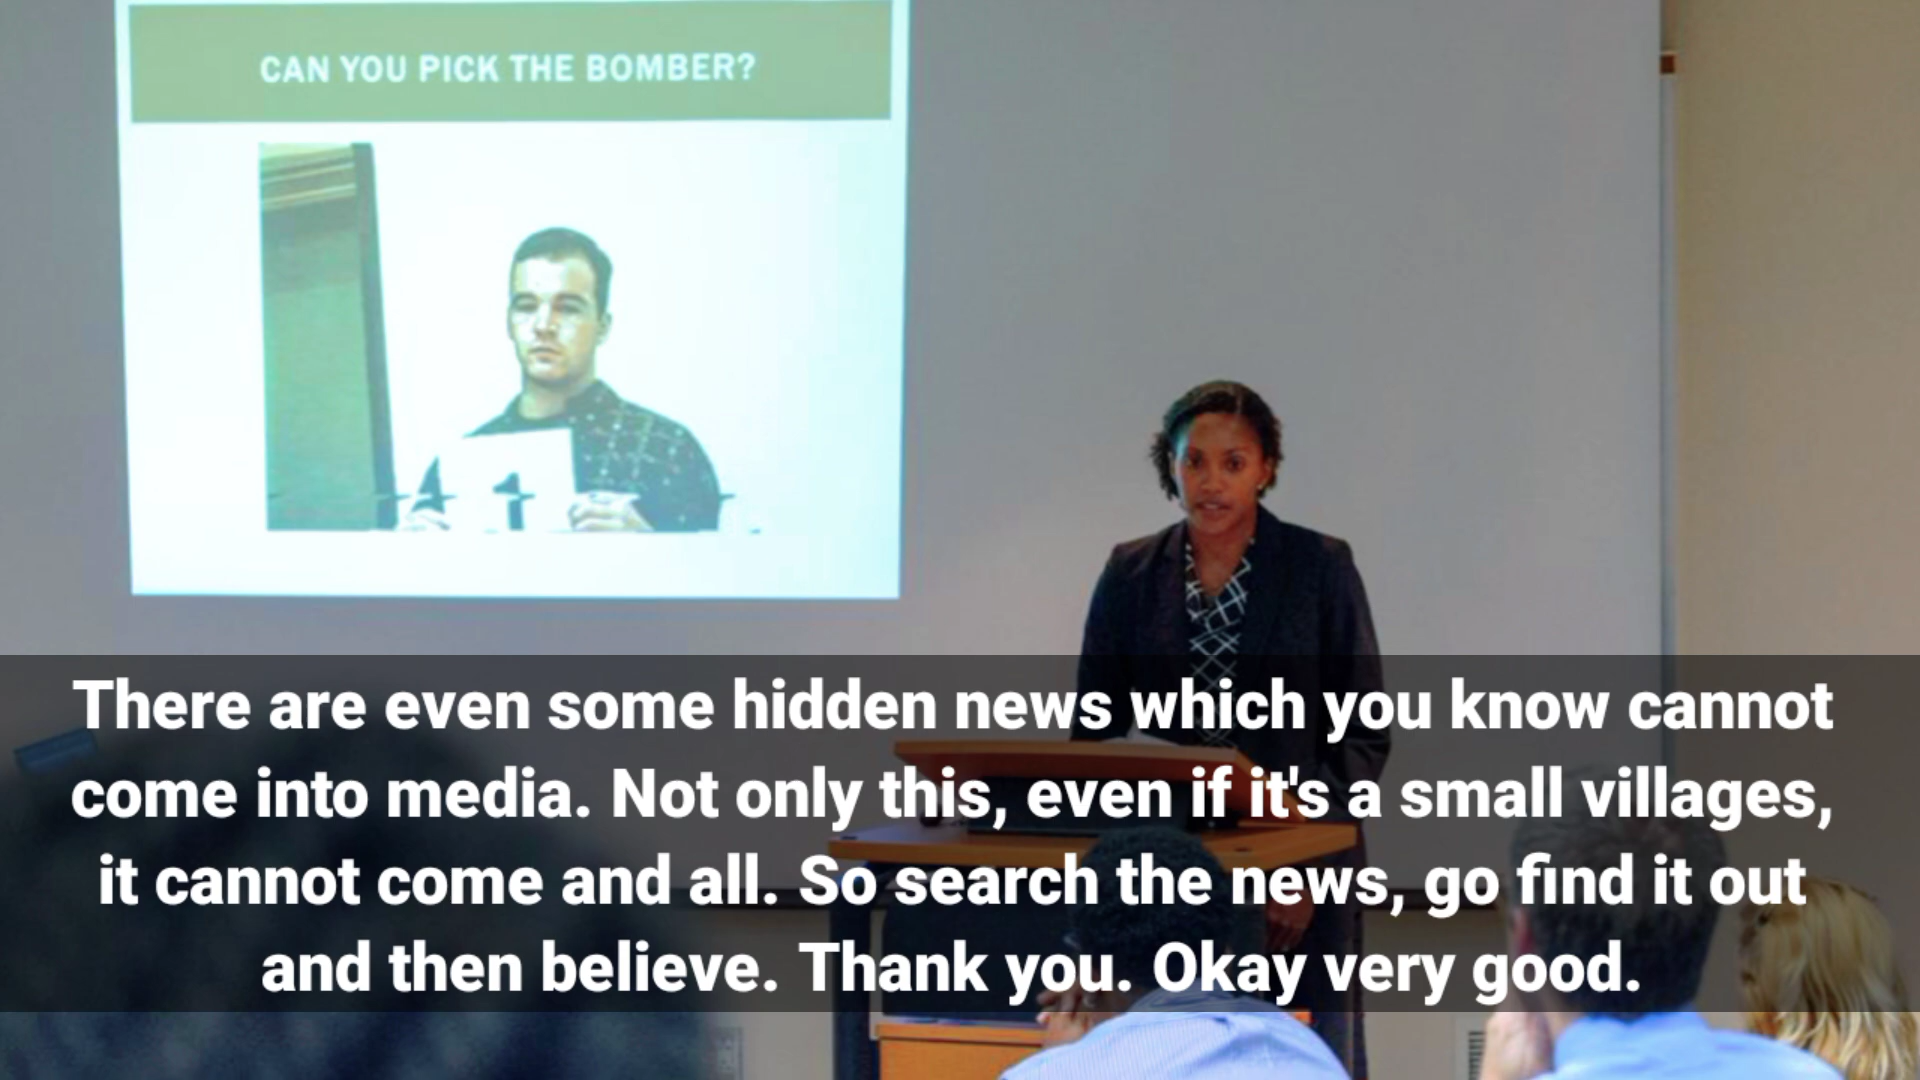 CAN YOU PICK THE BOMBER?
1
There are even some hidden news which you know cannot
come into media. Not only this, even if it's a small villages,
it cannot come and all. So search the news, go find it out
and then believe. Thank you. Okay very good.